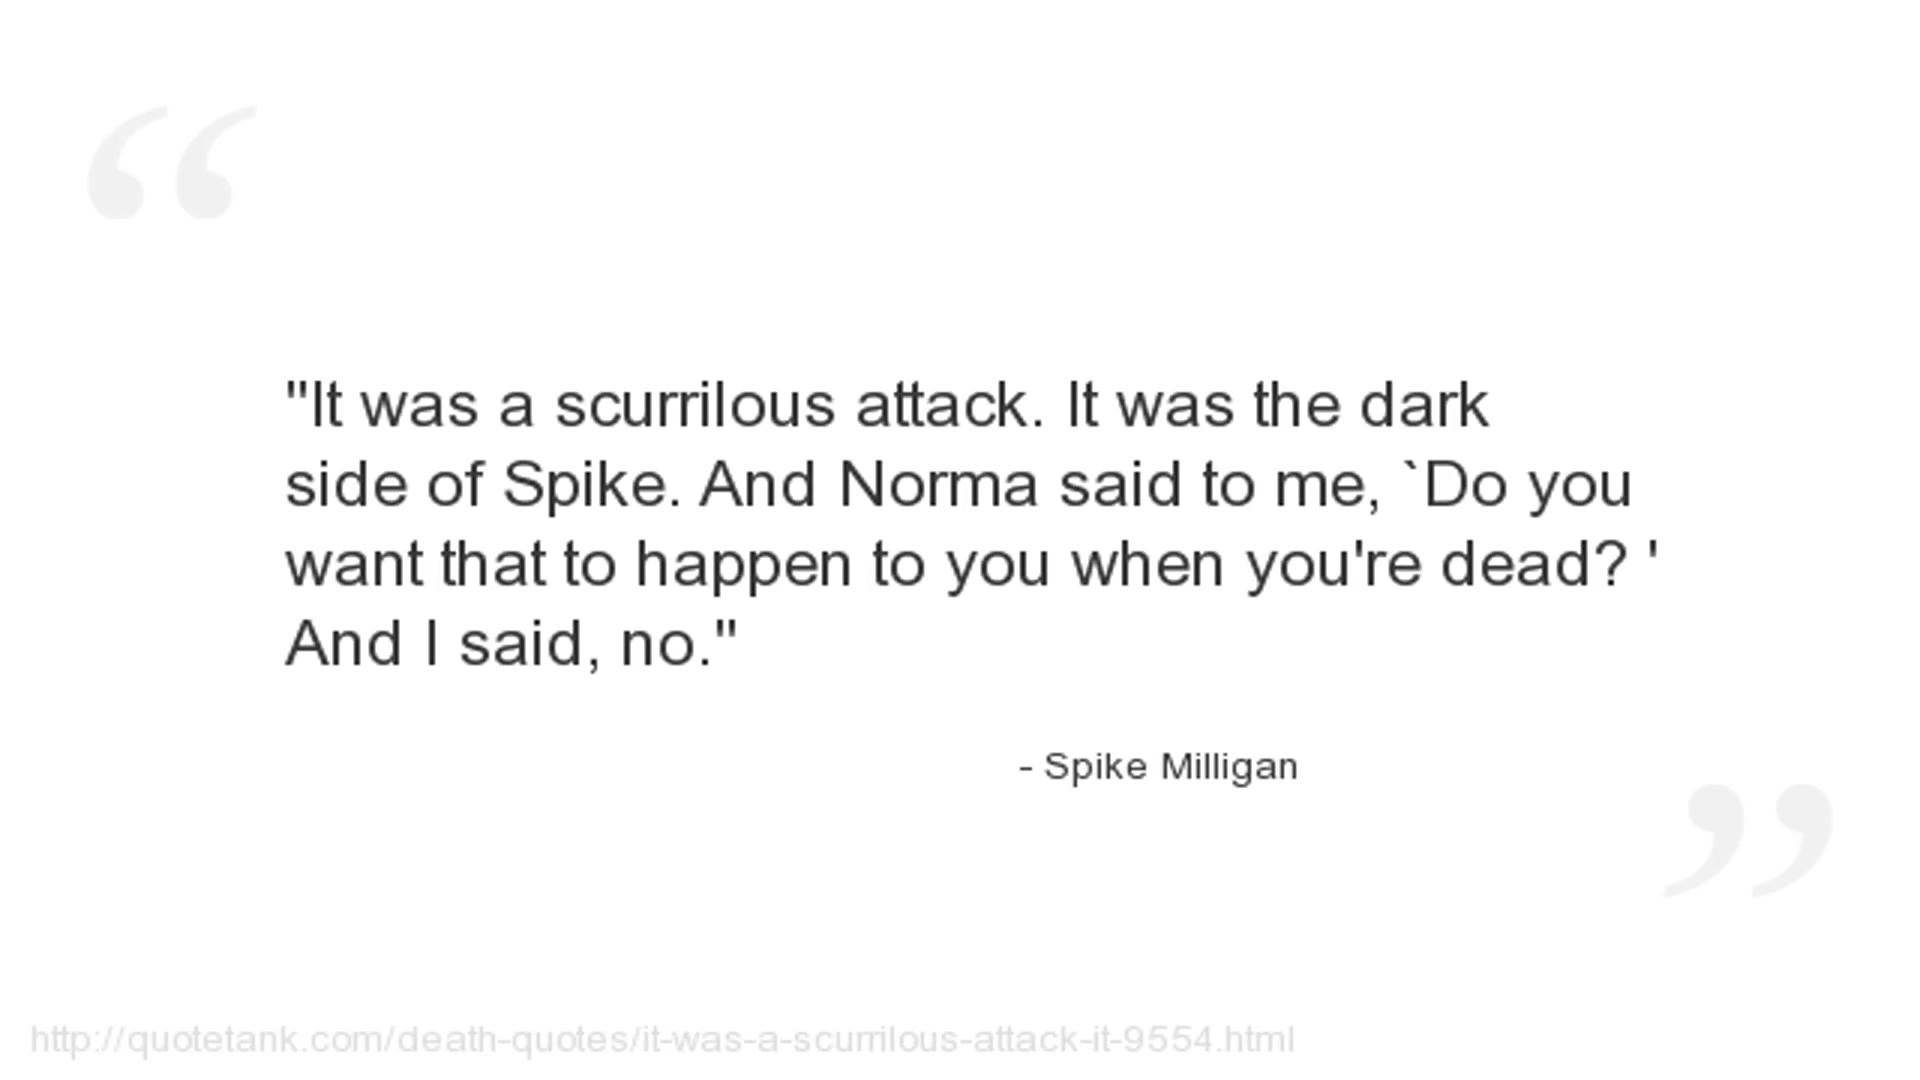 “
"It was a scurrilous attack. It was the dark
side of Spike. And Norma said to me, `Do you
want that to happen to you when you're dead? '
And I said, no."
- Spike Milligan
”
http://quotetank.com/death-quotes/it-was-a-scurrilous-attack-it-9554.html